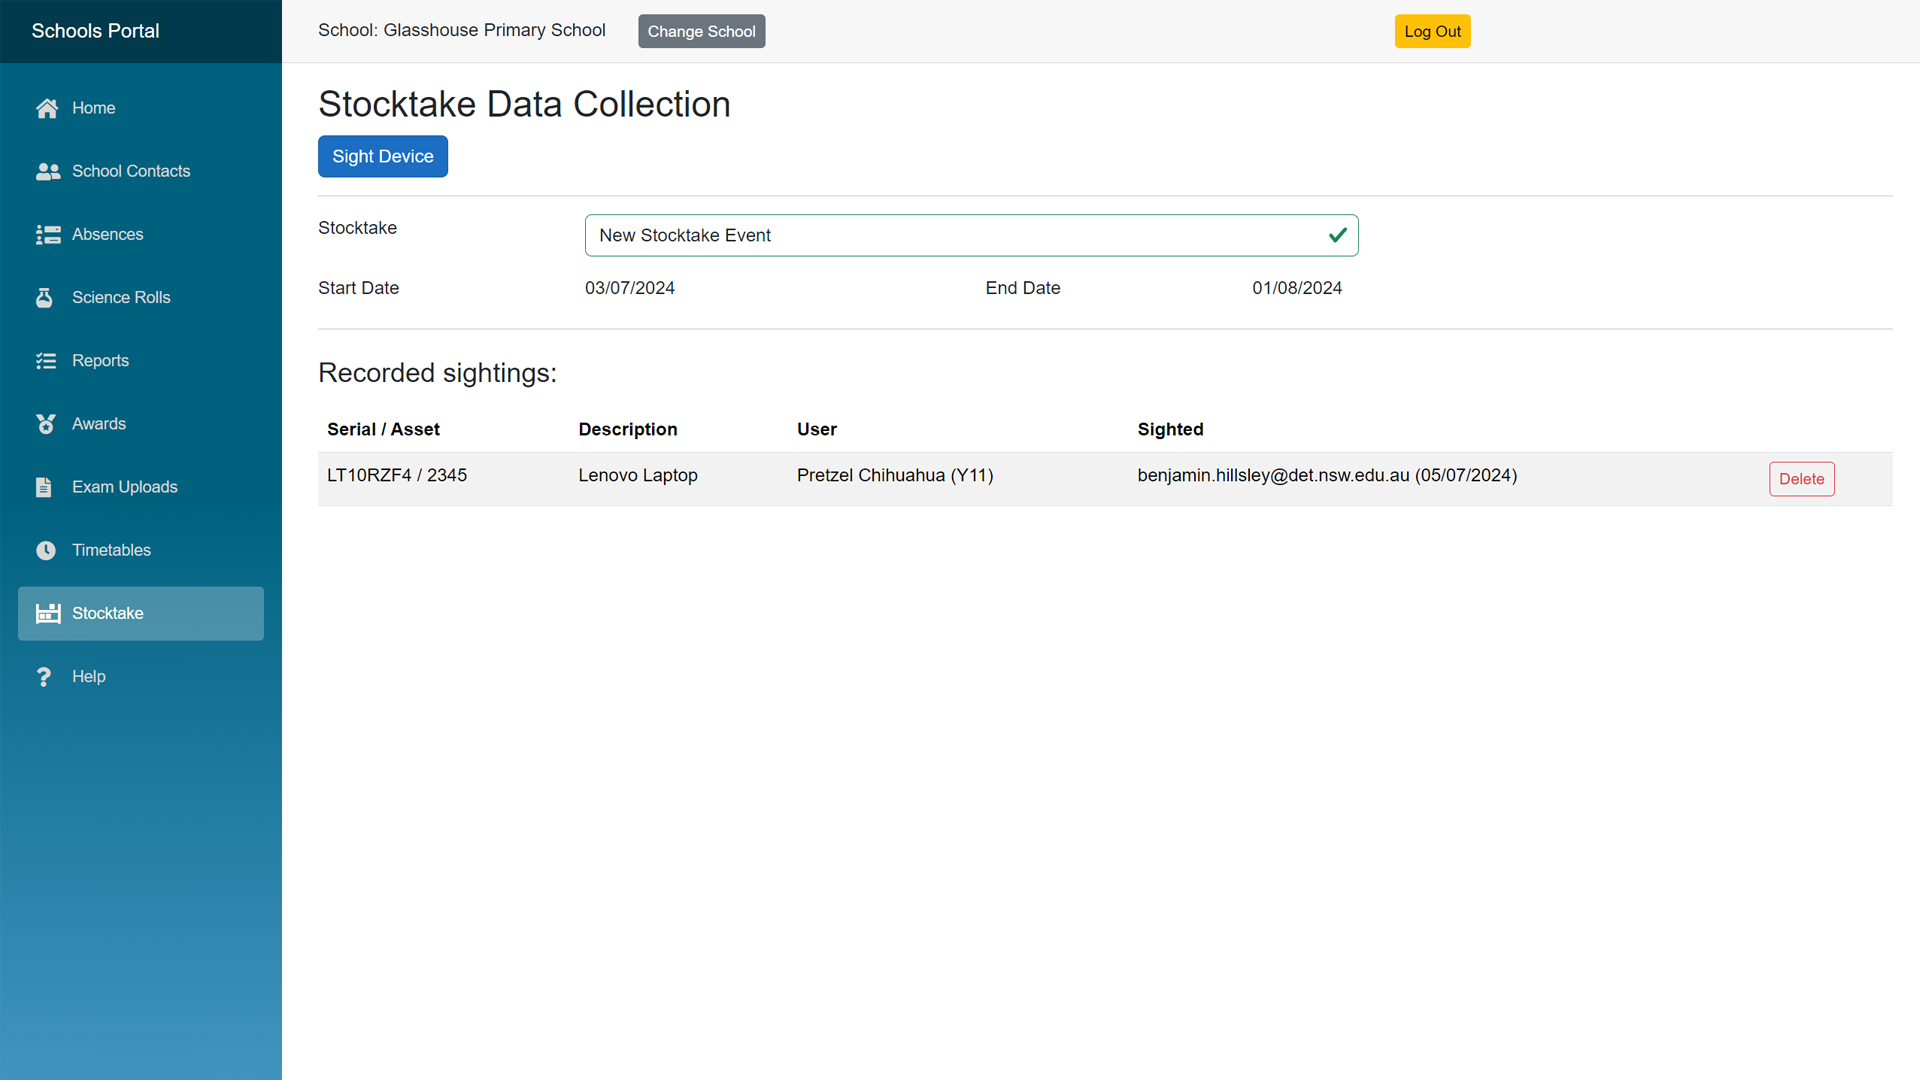 Schools Portal
School: Glasshouse Primary School
Change School
Log Out
Home
School Contacts
Absences
Science Rolls
Reports
Awards
Exam Uploads
Timetables
Stocktake
Help
Stocktake Data Collection
Sight Device
Stocktake
New Stocktake Event
Start Date 03/07/2024 End Date 01/08/2024
Recorded sightings:
Serial / Asset Description User Sighted
LT10RZF4 / 2345 Lenovo Laptop Pretzel Chihuahua (Y11) benjamin.hillsley@det.nsw.edu.au (05/07/2024) Delete